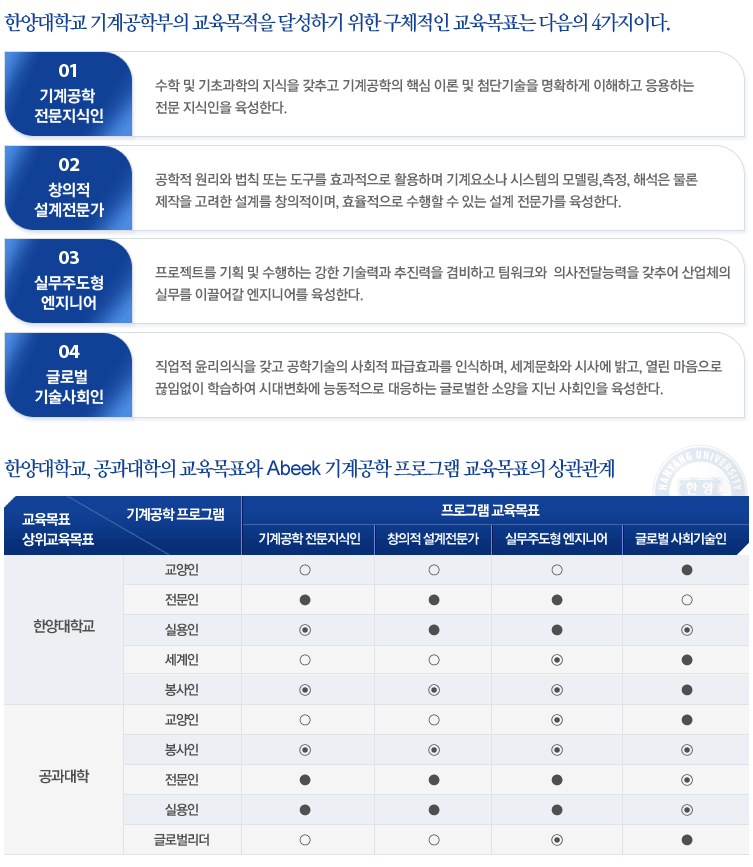 한양대학교 기계공학부의 교육목적을 달성하기 위한 구체적인 교육목표는 다음의 4가지이다.
01
기계공학
전문지식인
수학 및 기초과학의 지식을 갖추고 기계공학의 핵심 이론 및 첨단기술을 명확하게 이해하고 응용하는
전문 지식인을 육성한다.
02
창의적
설계전문가
공학적 원리와 법칙 또는 도구를 효과적으로 활용하며 기계요소나 시스템의 모델링,측정, 해석은 물론
제작을 고려한 설계를 창의적이며, 효율적으로 수행할 수 있는 설계 전문가를 육성한다.
03
실무주도형
엔지니어
프로젝트를 기획 및 수행하는 강한 기술력과 추진력을 겸비하고 팀워크와 의사전달능력을 갖추어 산업체의
실무를 이끌어갈 엔지니어를 육성한다.
04
글로벌
기술사회인
직업적 윤리의식을 갖고 공학기술의 사회적 파급효과를 인식하며, 세계문화와 시사에 밝고, 열린 마음으로
끊임없이 학습하여 시대변화에 능동적으로 대응하는 글로벌한 소양을 지닌 사회인을 육성한다.
한양대학교, 공과대학의 교육목표와 Abeek 기계공학 프로그램 교육목표의 상관관계
HANYANG UNIVERSITY
한양
교육목표
상위교육목표
기계공학 프로그램
프로그램 교육목표
기계공학 전문지식인 창의적 설계전문가 실무주도형 엔지니어 글로벌 사회기술인
한양대학교
교양인 ○ ○ ○ ●
전문인 ● ● ● ○
실용인 ◉ ● ● ◉
세계인 ○ ○ ◉ ●
봉사인 ◉ ◉ ◉ ●
공과대학
교양인 ○ ○ ◉ ●
봉사인 ◉ ◉ ◉ ◉
전문인 ● ● ● ◉
실용인 ● ● ● ◉
글로벌리더 ○ ○ ◉ ●